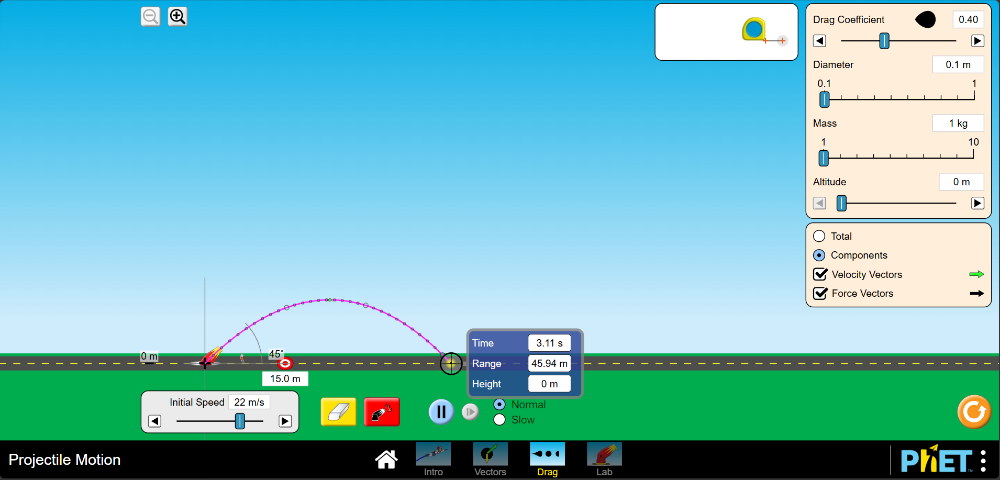 Drag Coefficient 0.40
Diameter 0.1 m
0.1 1
Mass 1 kg
1 10
Altitude 0 m
Total
Components
Velocity Vectors
Force Vectors
0 m
45°
15.0 m
Time 3.11 s
Range 45.94 m
Height 0 m
Initial Speed 22 m/s
Normal
Slow
Projectile Motion
Intro
Vectors
Drag
Lab
PhET™